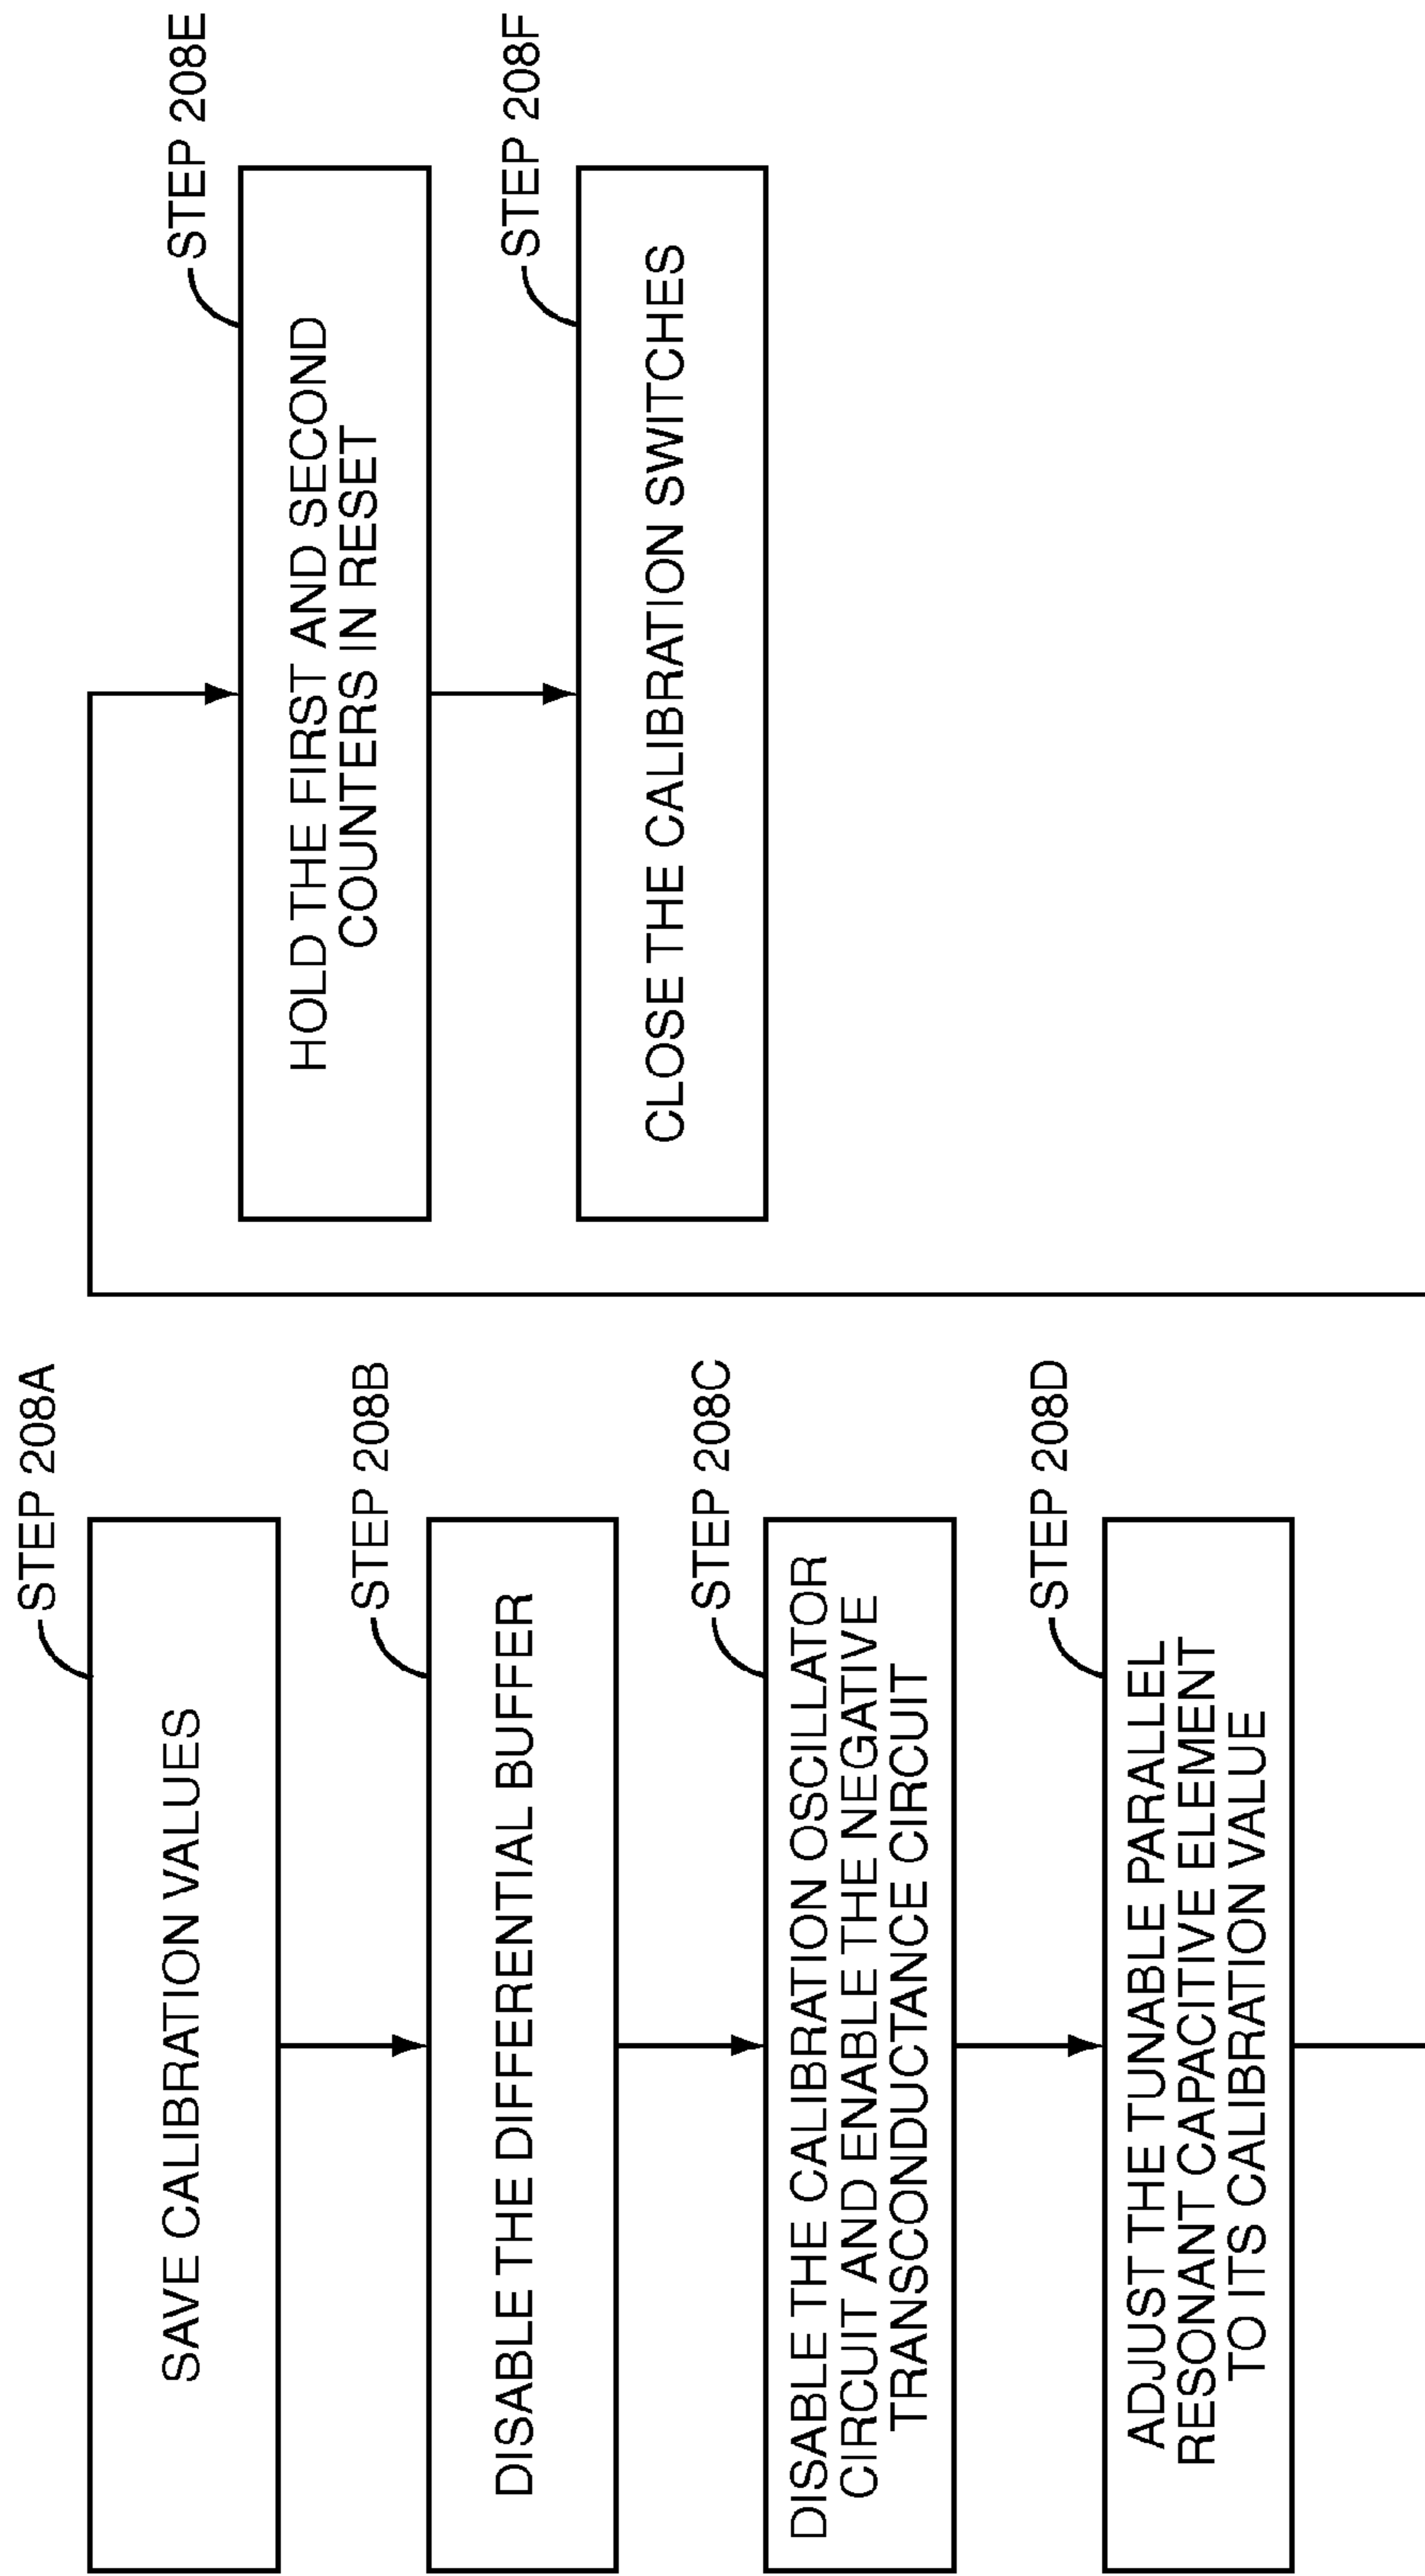 STEP 208A
SAVE CALIBRATION VALUES
STEP 208B
DISABLE THE DIFFERENTIAL BUFFER
STEP 208C
DISABLE THE CALIBRATION OSCILLATOR
CIRCUIT AND ENABLE THE NEGATIVE
TRANSCONDUCTANCE CIRCUIT
STEP 208D
ADJUST THE TUNABLE PARALLEL
RESONANT CAPACITIVE ELEMENT
TO ITS CALIBRATION VALUE
STEP 208E
HOLD THE FIRST AND SECOND
COUNTERS IN RESET
STEP 208F
CLOSE THE CALIBRATION SWITCHES